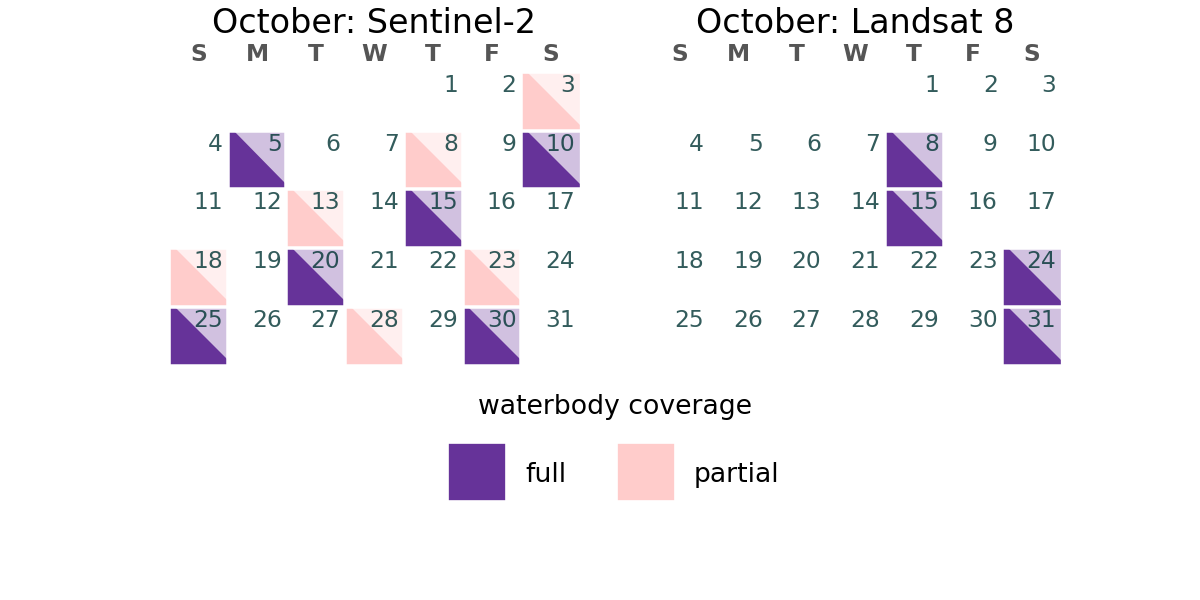 October: Sentinel-2
S M T W T F S
1 2 3
4 5 6 7 8 9 10
11 12 13 14 15 16 17
18 19 20 21 22 23 24
25 26 27 28 29 30 31
October: Landsat 8
S M T W T F S
1 2 3
4 5 6 7 8 9 10
11 12 13 14 15 16 17
18 19 20 21 22 23 24
25 26 27 28 29 30 31
waterbody coverage
full partial